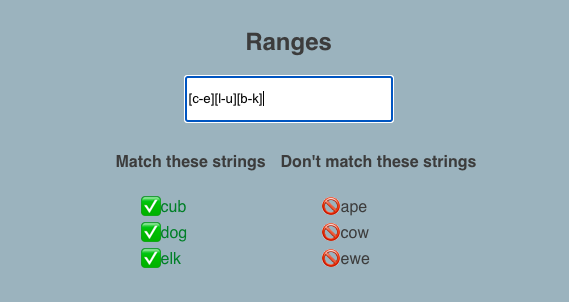 Ranges
[c-e][l-u][b-k]
Match these strings Don't match these strings
cub ape
dog cow
elk ewe